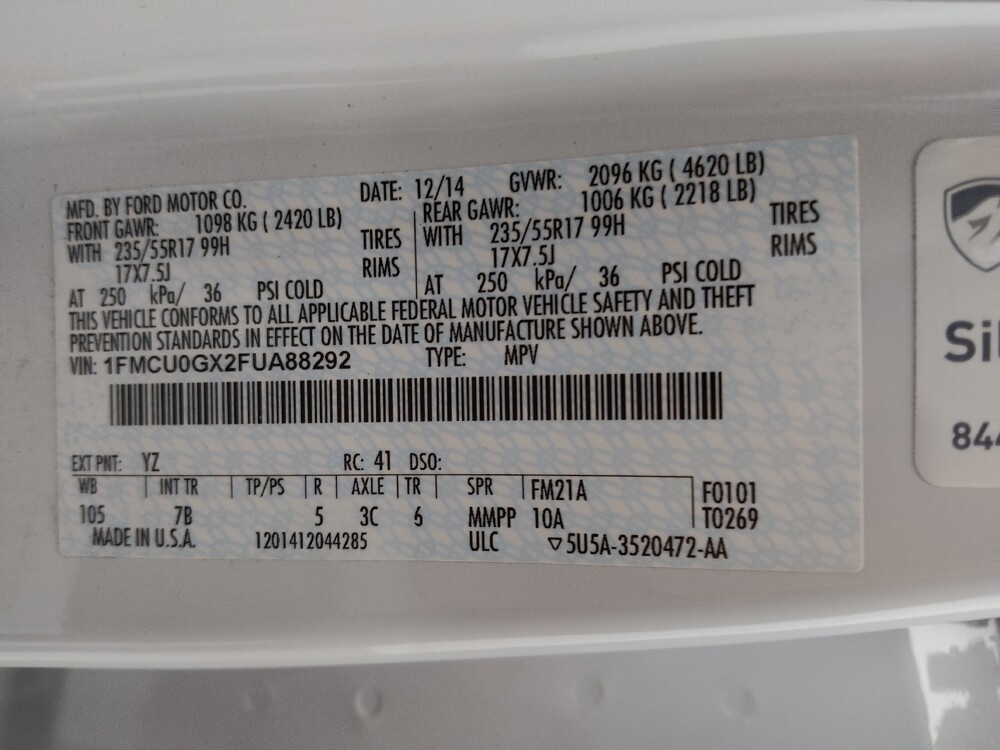 MFD. BY FORD MOTOR CO. DATE: 12/14 GVWR: 2096 KG ( 4620 LB)
FRONT GAWR: 1098 KG ( 2420 LB) REAR GAWR: 1006 KG ( 2218 LB)
WITH 235/55R17 99H TIRES WITH 235/55R17 99H TIRES
17X7.5J RIMS 17X7.5J RIMS
AT 250 kPa/ 36 PSI COLD AT 250 kPa/ 36 PSI COLD
THIS VEHICLE CONFORMS TO ALL APPLICABLE FEDERAL MOTOR VEHICLE SAFETY AND THEFT
PREVENTION STANDARDS IN EFFECT ON THE DATE OF MANUFACTURE SHOWN ABOVE.
VIN: 1FMCU0GX2FUA88292 TYPE: MPV
EXT PNT: YZ RC: 41 DSO:
WB INT TR TP/PS R AXLE TR SPR FM21A F0101
105 7B 5 3C 6 MMPP 10A T0269
MADE IN U.S.A. 1201412044285 ULC ▽5U5A-3520472-AA